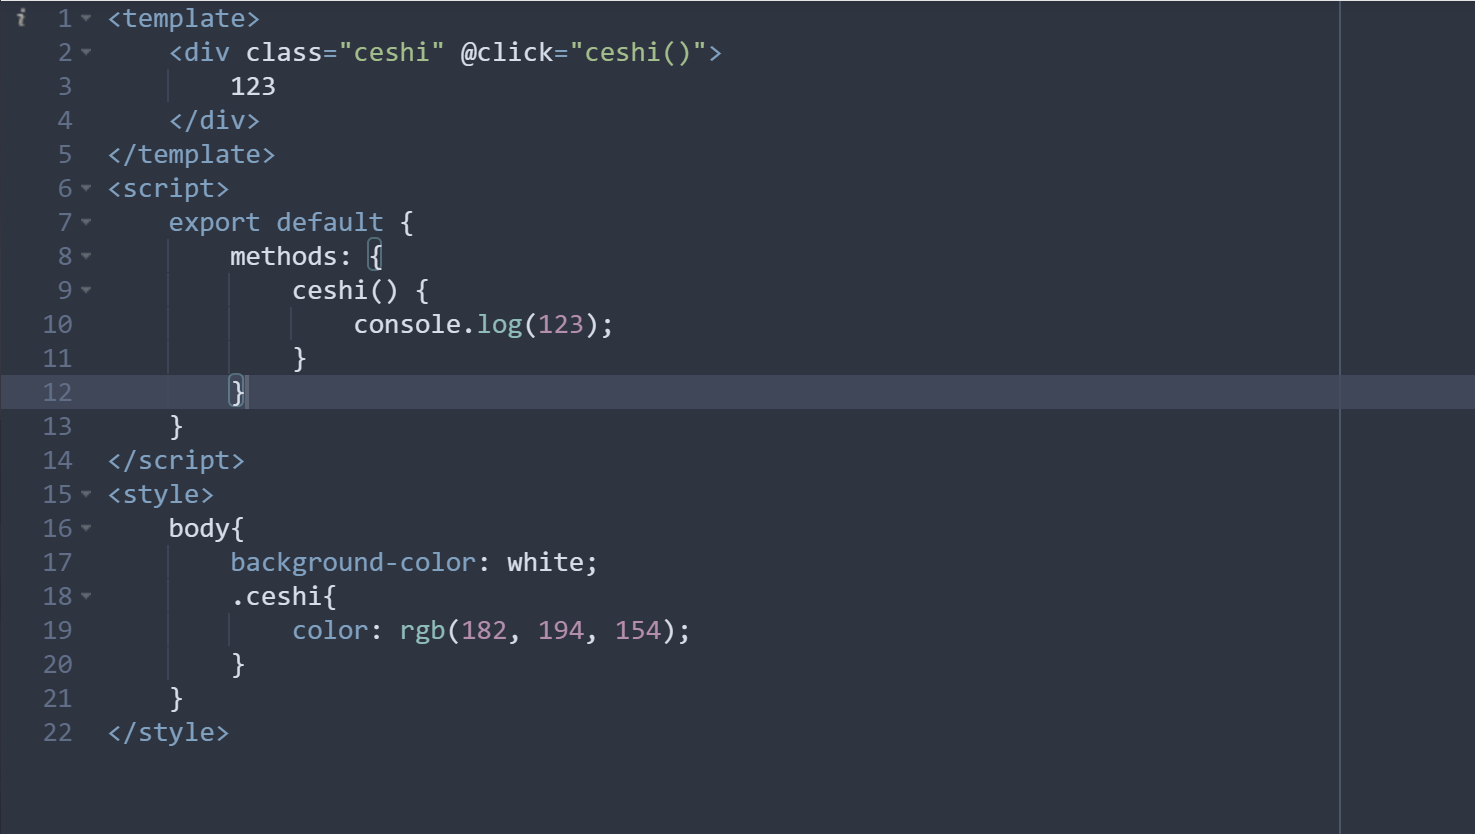 1 <template>
2 <div class="ceshi" @click="ceshi()">
3 123
4 </div>
5 </template>
6 <script>
7 export default {
8 methods: {
9 ceshi() {
10 console.log(123);
11 }
12 }
13 }
14 </script>
15 <style>
16 body{
17 background-color: white;
18 .ceshi{
19 color: rgb(182, 194, 154);
20 }
21 }
22 </style>